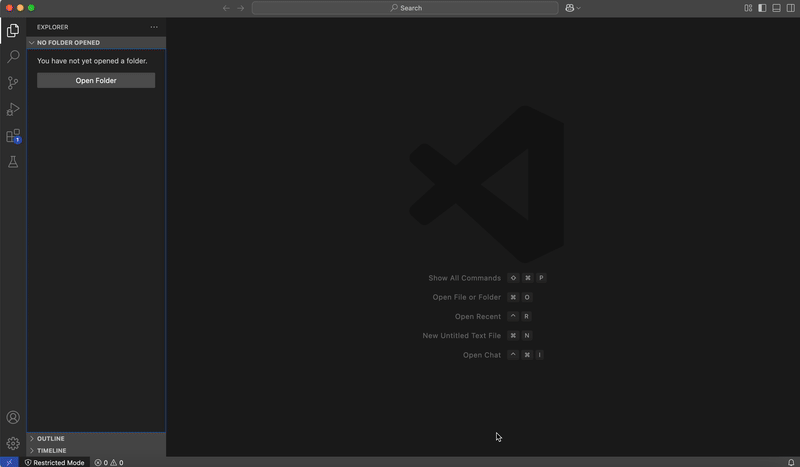 Search
EXPLORER
NO FOLDER OPENED
You have not yet opened a folder.
Open Folder
1
Show All Commands ⇧ ⌘ P
Open File or Folder ⌘ O
Open Recent ^ R
New Untitled Text File ⌘ N
Open Chat ^ ⌘ I
OUTLINE
TIMELINE
Restricted Mode 0 0